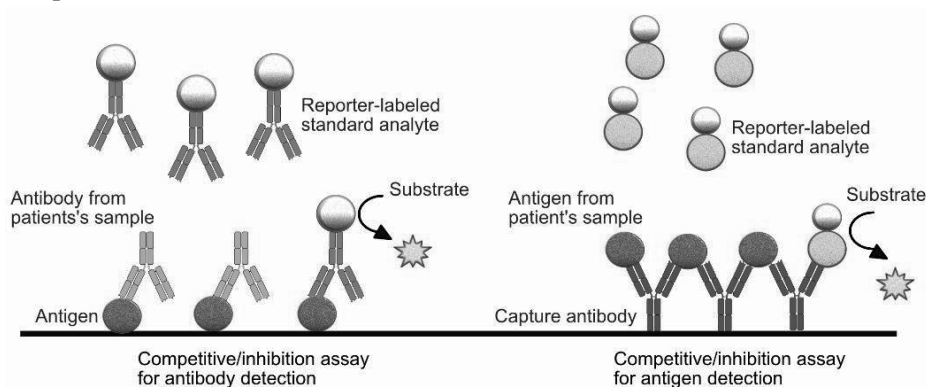 Reporter-labeled
standard analyte
Antibody from
patients's sample
Substrate
Antigen
Competitive/inhibition assay
for antibody detection
Reporter-labeled
standard analyte
Antigen from
patient's sample
Substrate
Capture antibody
Competitive/inhibition assay
for antigen detection